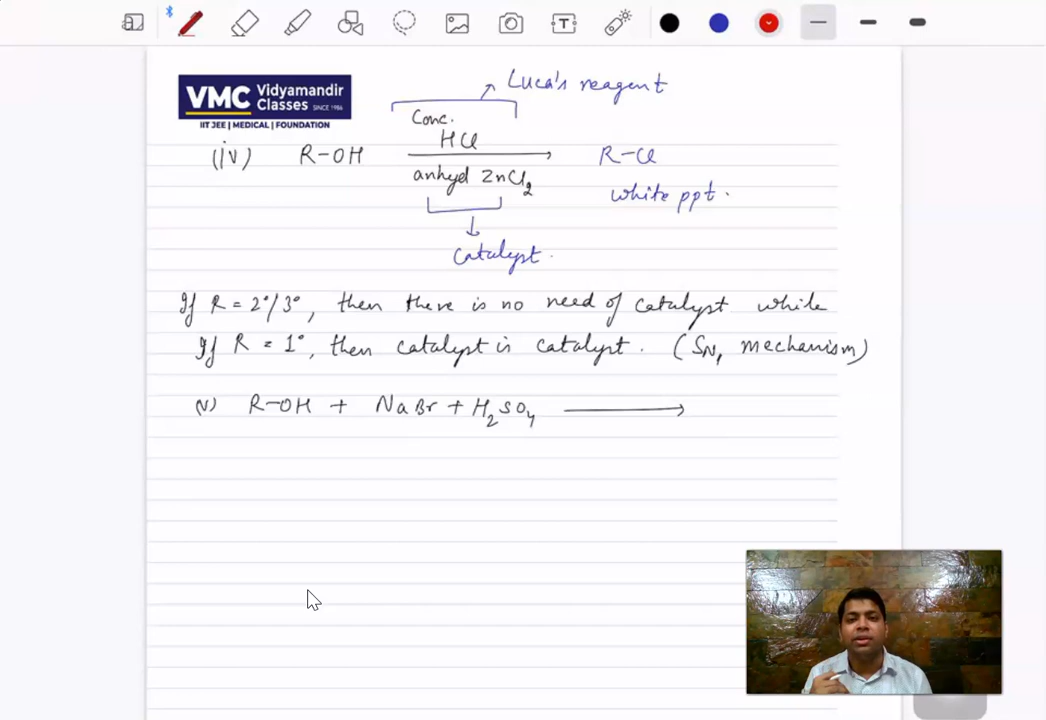 VMC Vidyamandir Classes SINCE 1986
IIT JEE | MEDICAL | FOUNDATION
Luca's reagent
Conc.
HCl
(iv) R-OH R-Cl
anhyd ZnCl2
white ppt.
Catalyst.
If R = 2°/3°, then there is no need of catalyst while
If R = 1°, then catalyst is catalyst. (SN1 mechanism)
(v) R-OH + NaBr + H2SO4
T